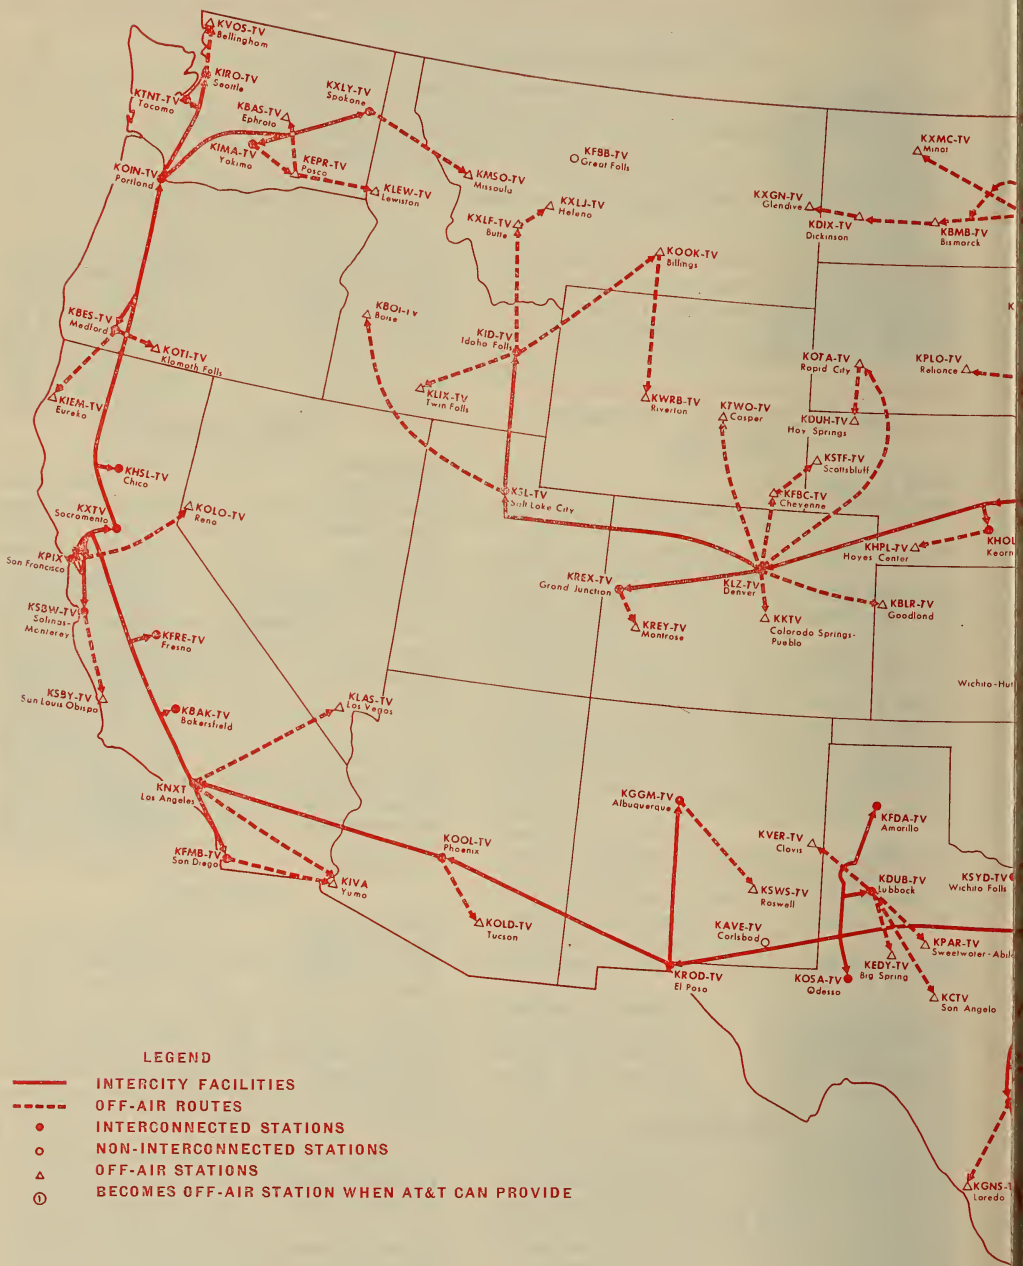 KVOS-TV
Bellingham
KIRO-TV
Seattle
KTNT-TV
Tocomo
KBAS-TV
Ephrata
KXLY-TV
Spokane
KIMA-TV
Yakima
KEPR-TV
Pasco
KOIN-TV
Portland
KLEW-TV
Lewiston
KMSO-TV
Missoula
KFBB-TV
Great Falls
KXLJ-TV
Helena
KXLF-TV
Butte
KOOK-TV
Billings
KXMC-TV
Minot
KXGN-TV
Glendive
KDIX-TV
Dickinson
KBMB-TV
Bismarck
K
KBES-TV
Medford
KOTI-TV
Klamath Falls
KIEM-TV
Eureka
KBOI-TV
Boise
KID-TV
Idaho Falls
KLIX-TV
Twin Falls
KWRB-TV
Riverton
KTWO-TV
Casper
KOTA-TV
Rapid City
KPLO-TV
Reliance
KDUH-TV
Hay Springs
KSTF-TV
Scottsbluff
KFBC-TV
Cheyenne
KHSL-TV
Chico
KXTV
Sacramento
KOLO-TV
Reno
KSL-TV
Salt Lake City
KPIX
San Francisco
KHPL-TV
Hayes Center
KHOL
Kearn
KREX-TV
Grand Junction
KLZ-TV
Denver
KBLR-TV
Goodland
KREY-TV
Montrose
KKTV
Colorado Springs-
Pueblo
KSBW-TV
Salinas-
Monterey
KFRE-TV
Fresno
KSBY-TV
San Louis Obispo
KBAK-TV
Bakersfield
KLAS-TV
Las Vegas
Wichita-Hut
KNXT
Los Angeles
KGGM-TV
Albuquerque
KFDA-TV
Amarillo
KOOL-TV
Phoenix
KVER-TV
Clovis
KFMB-TV
San Diego
KIVA
Yuma
KDUB-TV
Lubbock
KSYD-TV
Wichita Falls
KSWS-TV
Roswell
KOLD-TV
Tucson
KAVE-TV
Carlsbad
KPAR-TV
Sweetwater-Abil
KROD-TV
El Paso
KOSA-TV
Odessa
KEDY-TV
Big Spring
KCTV
San Angelo
KGNS-T
Laredo
LEGEND
INTERCITY FACILITIES
OFF-AIR ROUTES
INTERCONNECTED STATIONS
NON-INTERCONNECTED STATIONS
OFF-AIR STATIONS
1 BECOMES OFF-AIR STATION WHEN AT&T CAN PROVIDE